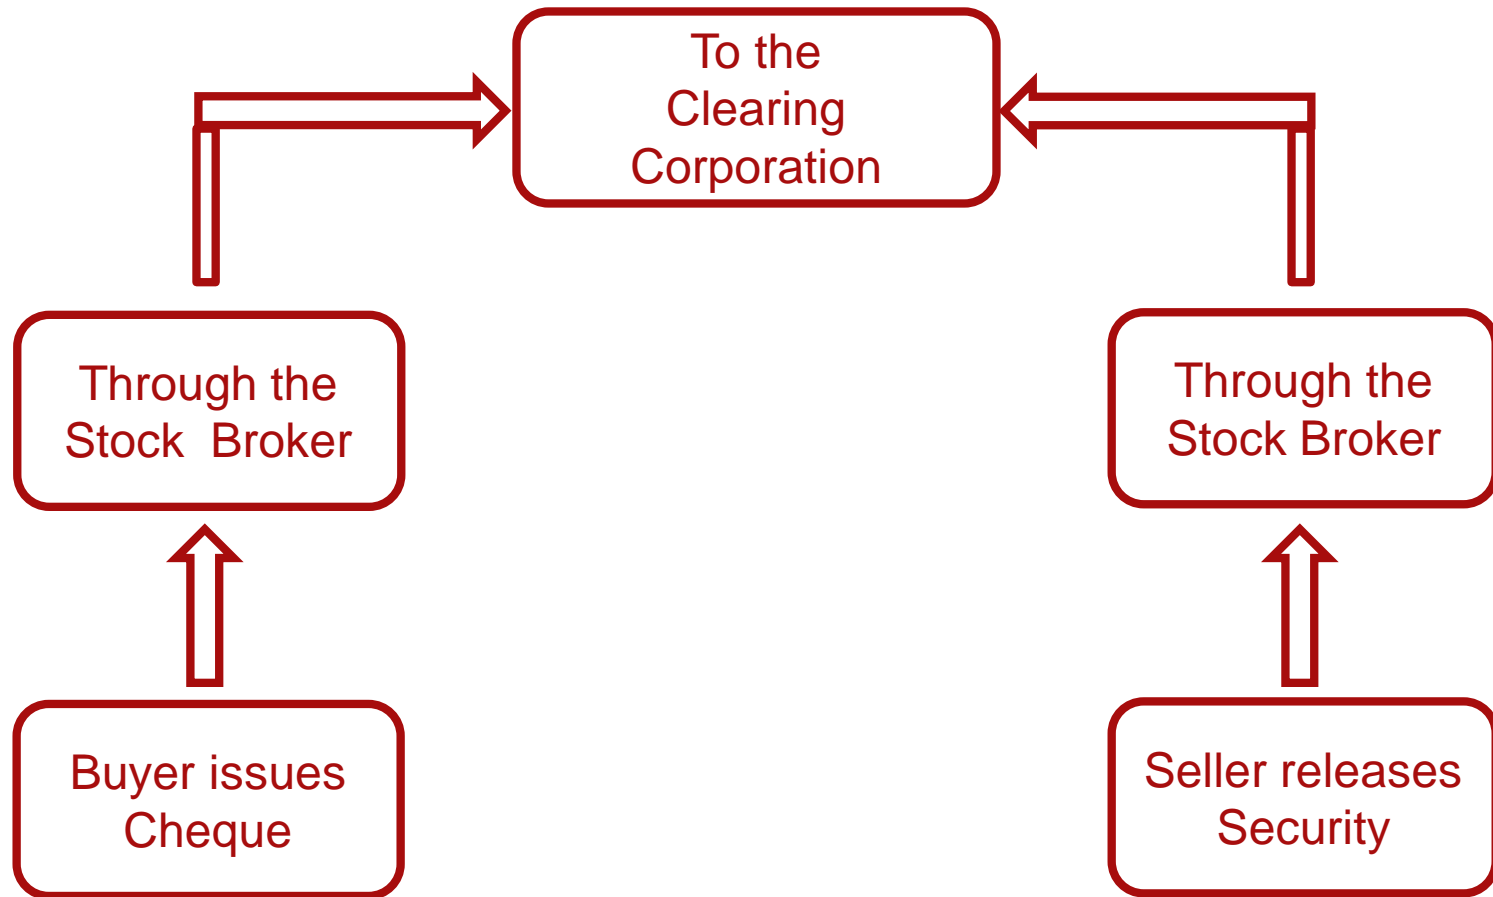 To the
Clearing
Corporation
Through the
Stock  Broker
Through the
Stock Broker
Buyer issues
Cheque
Seller releases
Security